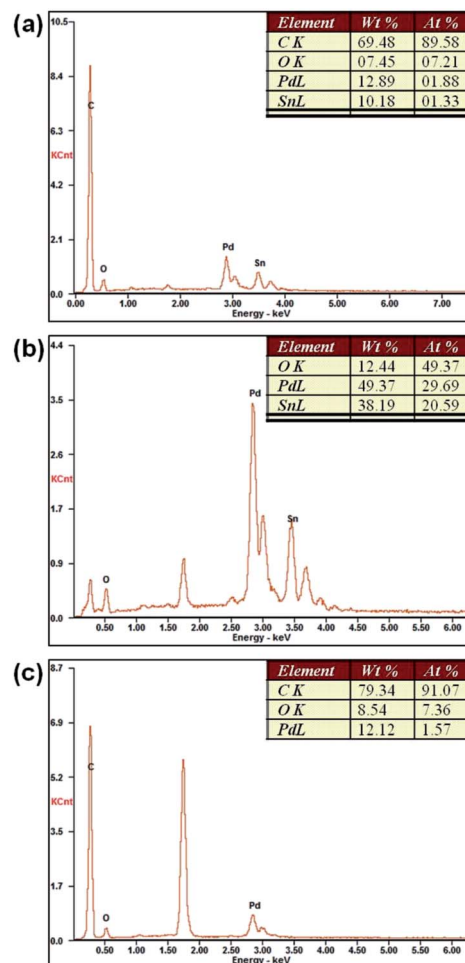 (a)
Element Wt % At %
C K 69.48 89.58
O K 07.45 07.21
PdL 12.89 01.88
SnL 10.18 01.33
10.5
8.4
6.3
KCnt
4.2
2.1
0.0
C
O
Pd
Sn
0.0 1.00 2.00 3.00 4.00 5.00 6.00 7.00
Energy - keV
(b)
Element Wt % At %
O K 12.44 49.37
PdL 49.37 29.69
SnL 38.19 20.59
4.4
3.5
2.6
KCnt
1.7
0.9
0.0
O
Pd
Sn
0.50 1.00 1.50 2.00 2.50 3.00 3.50 4.00 4.50 5.00 5.50 6.00
Energy - keV
(c)
Element Wt % At %
C K 79.34 91.07
O K 8.54 7.36
PdL 12.12 1.57
8.7
6.9
5.2
KCnt
3.5
1.7
0.0
C
O
Pd
0.50 1.00 1.50 2.00 2.50 3.00 3.50 4.00 4.50 5.00 5.50 6.00
Energy - keV